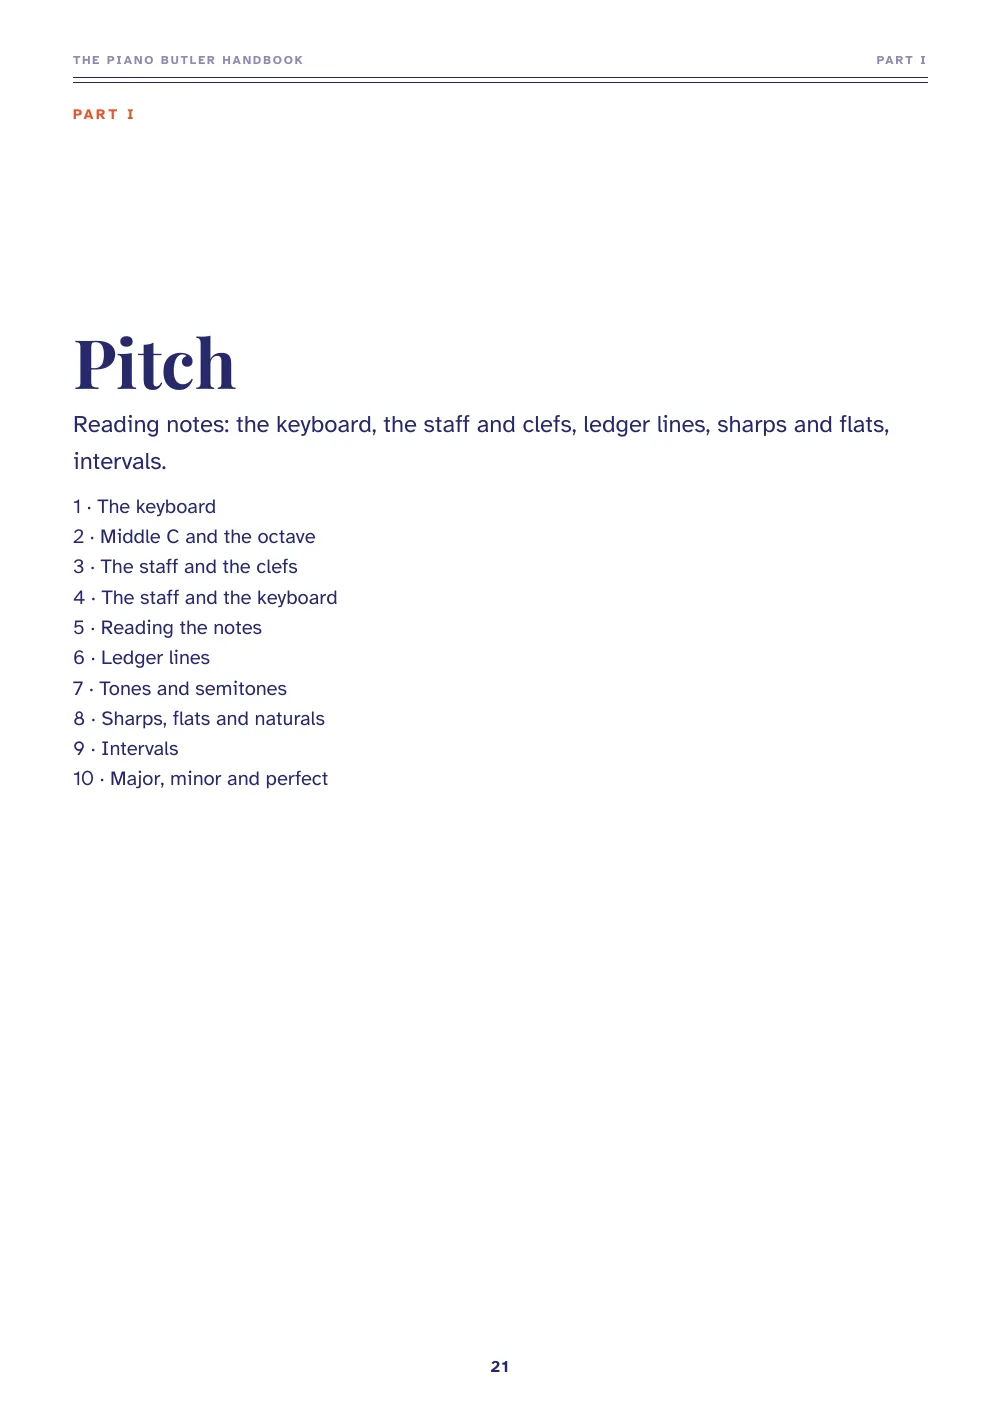 THE PIANO BUTLER HANDBOOK
PART I
PART I
Pitch
Reading notes: the keyboard, the staff and clefs, ledger lines, sharps and flats,
intervals.
1 · The keyboard
2 · Middle C and the octave
3 · The staff and the clefs
4 · The staff and the keyboard
5 · Reading the notes
6 · Ledger lines
7 · Tones and semitones
8 · Sharps, flats and naturals
9 · Intervals
10 · Major, minor and perfect
21